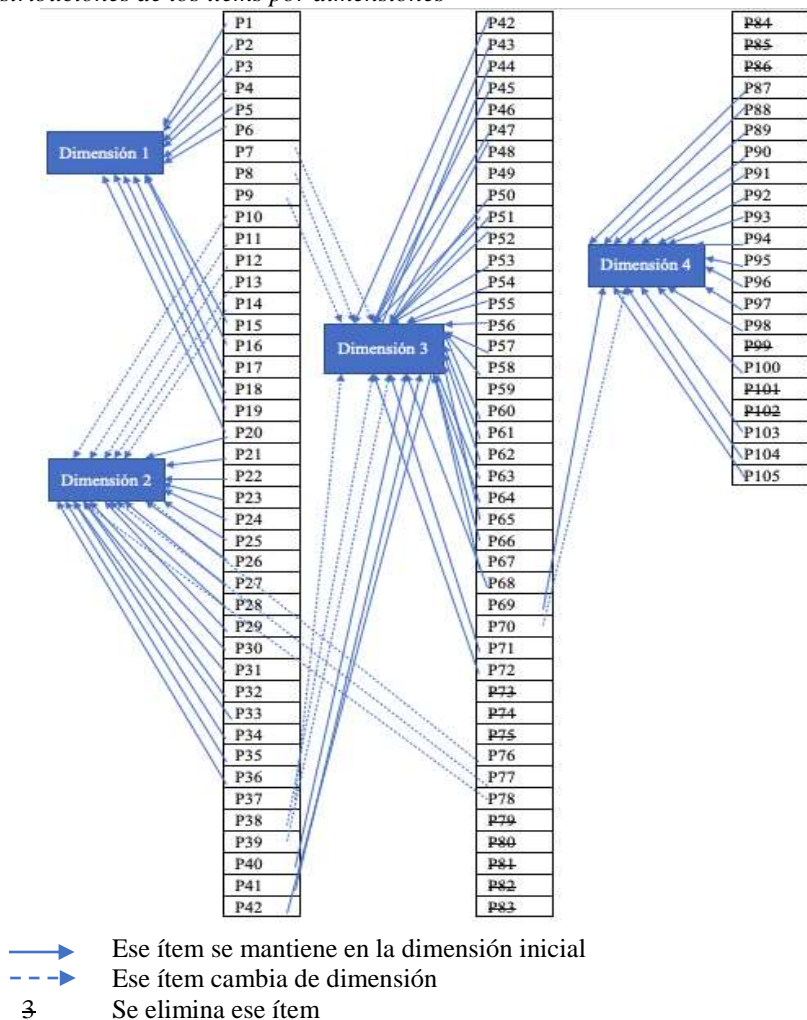 stribuciones de los ítems por dimensiones
Dimensión 1
Dimensión 2
P1
P2
P3
P4
P5
P6
P7
P8
P9
P10
P11
P12
P13
P14
P15
P16
P17
P18
P19
P20
P21
P22
P23
P24
P25
P26
P27
P28
P29
P30
P31
P32
P33
P34
P35
P36
P37
P38
P39
P40
P41
P42
Dimensión 3
P42
P43
P44
P45
P46
P47
P48
P49
P50
P51
P52
P53
P54
P55
P56
P57
P58
P59
P60
P61
P62
P63
P64
P65
P66
P67
P68
P69
P70
P71
P72
P73
P74
P75
P76
P77
P78
P79
P80
P81
P82
P83
Dimensión 4
P84
P85
P86
P87
P88
P89
P90
P91
P92
P93
P94
P95
P96
P97
P98
P99
P100
P101
P102
P103
P104
P105
Ese ítem se mantiene en la dimensión inicial
Ese ítem cambia de dimensión
3 Se elimina ese ítem